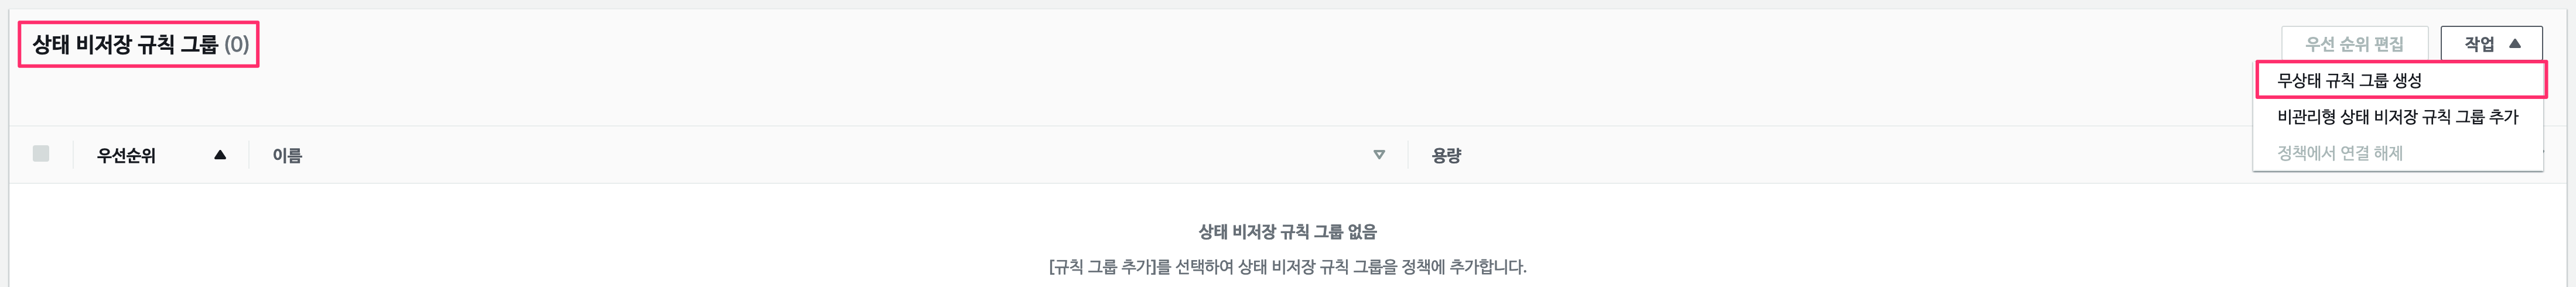 상태 비저장 규칙 그룹 (0)
우선 순위 편집
작업
무상태 규칙 그룹 생성
비관리형 상태 비저장 규칙 그룹 추가
정책에서 연결 해제
우선순위
이름
용량
상태 비저장 규칙 그룹 없음
[규칙 그룹 추가]를 선택하여 상태 비저장 규칙 그룹을 정책에 추가합니다.